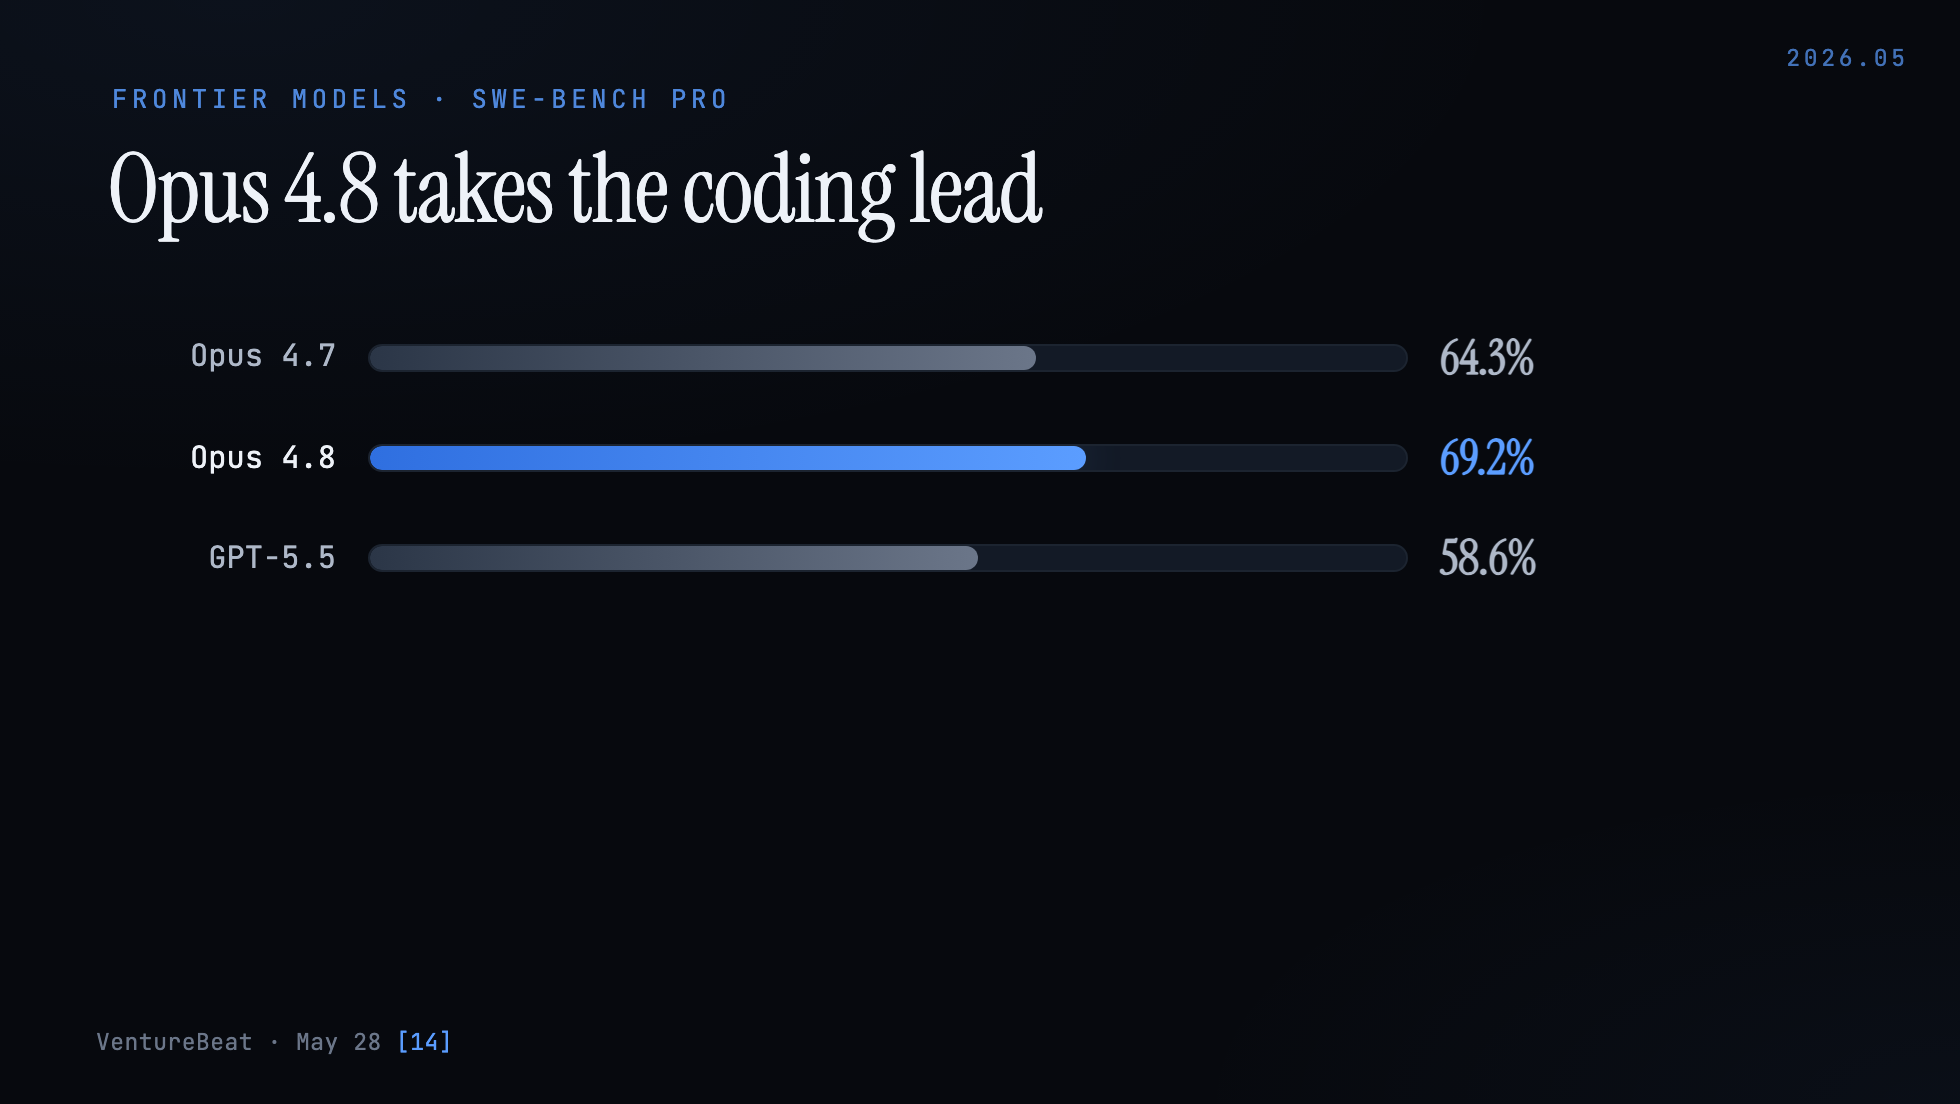 2026.05
FRONTIER MODELS · SWE-BENCH PRO
Opus 4.8 takes the coding lead
Opus 4.7 64.3%
Opus 4.8 69.2%
GPT-5.5 58.6%
VentureBeat · May 28 [14]